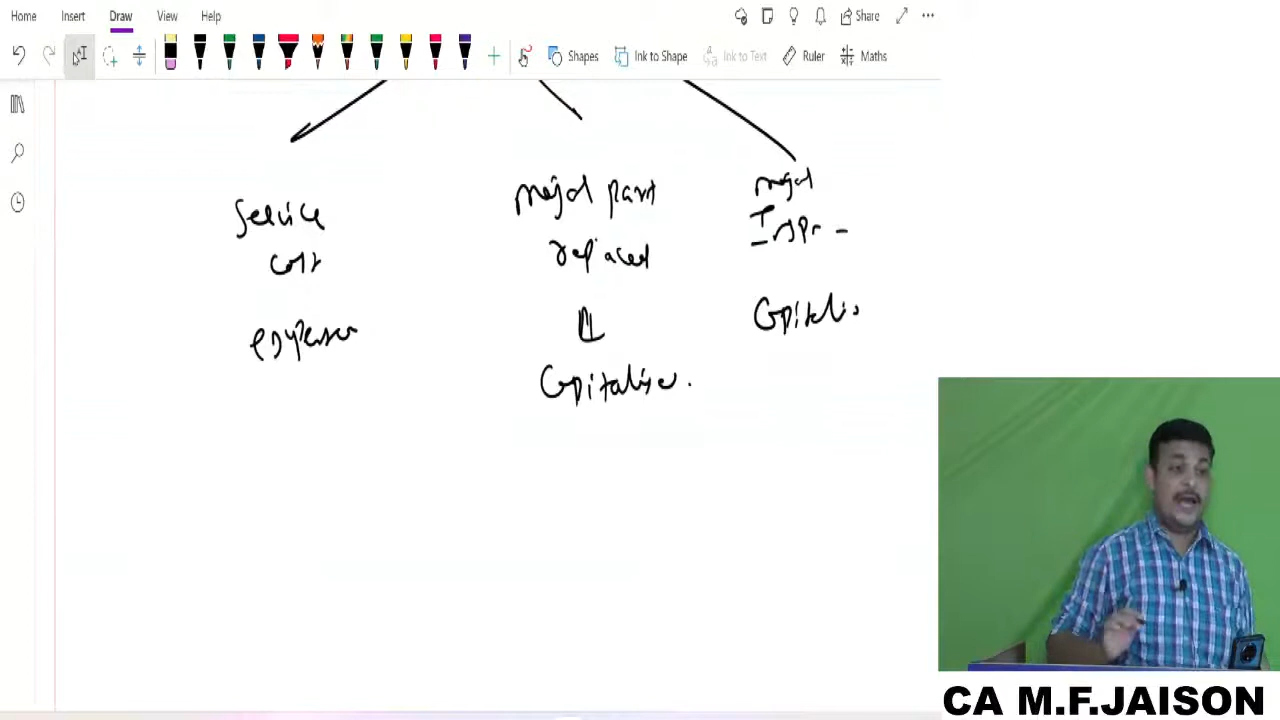 Home Insert Draw View Help
Share
Shapes Ink to Shape Ink to Text Ruler Maths
Service
cost
major part
replaced
major
Inspn -
expense
Capitalise.
Capitalis
CA M.F.JAISON